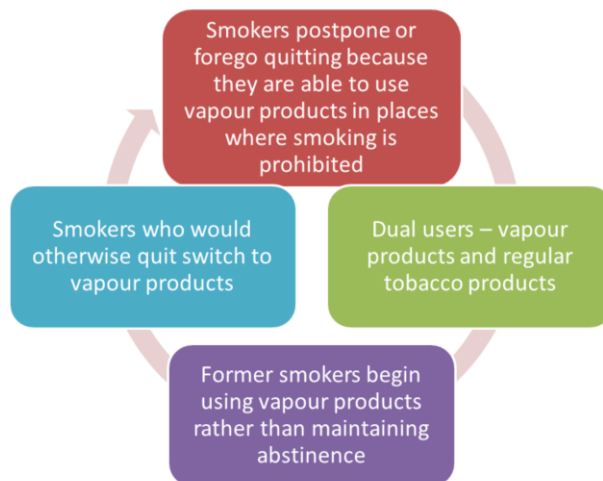 Smokers postpone or
forego quitting because
they are able to use
vapour products in places
where smoking is
prohibited
Dual users – vapour
products and regular
tobacco products
Former smokers begin
using vapour products
rather than maintaining
abstinence
Smokers who would
otherwise quit switch to
vapour products